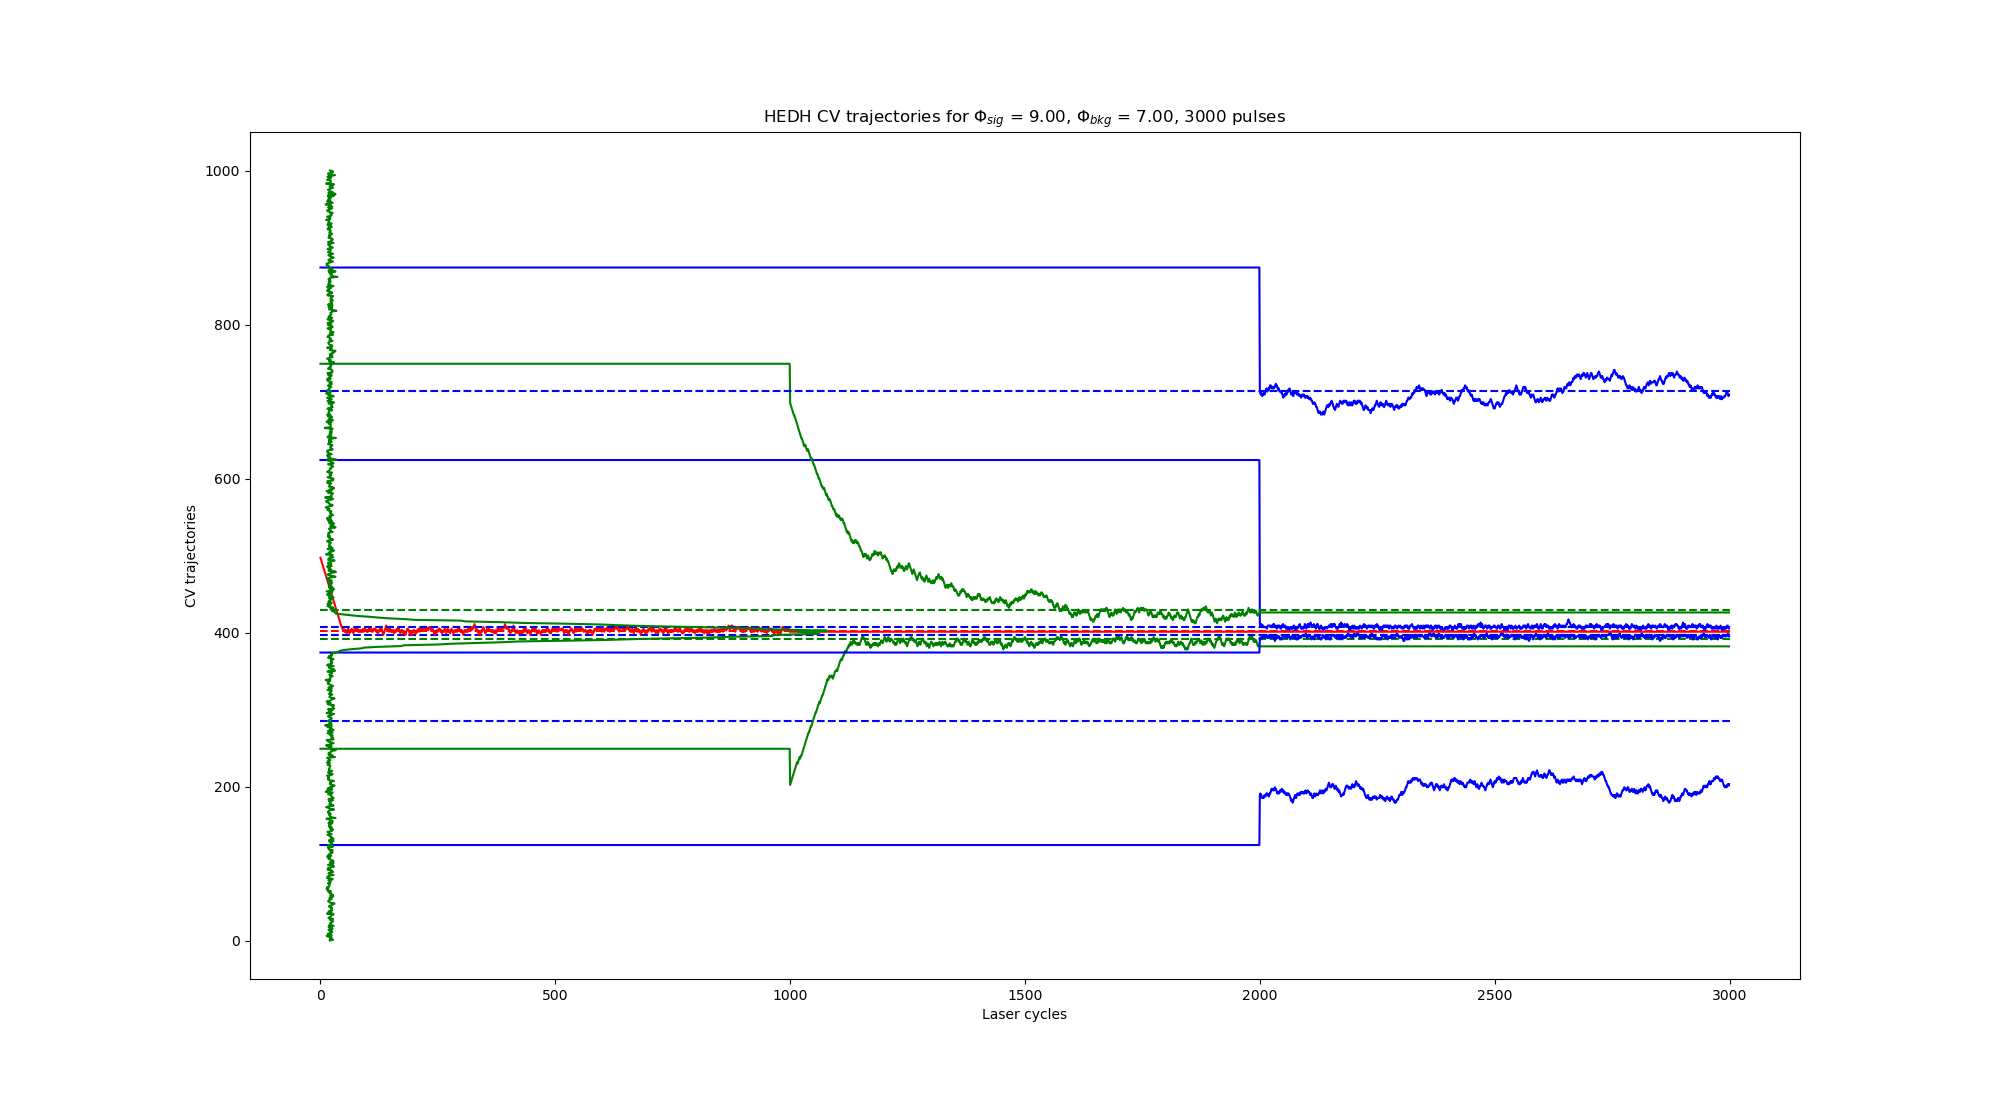 HEDH CV trajectories for Φsig = 9.00, Φbkg = 7.00, 3000 pulses
1000
800
600
400
200
0
CV trajectories
0 500 1000 1500 2000 2500 3000
Laser cycles